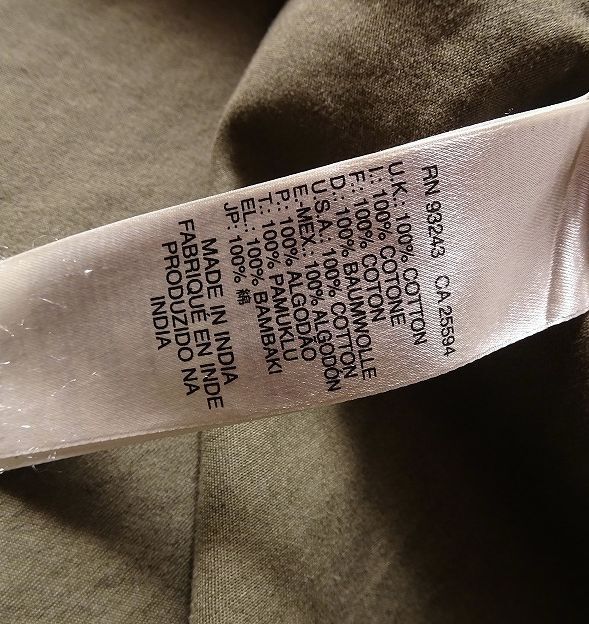 RN 93243 CA 25594
U.K.: 100% COTTON
I.: 100% COTONE
F.: 100% COTON
D.: 100% BAUMWOLLE
U.S.A.: 100% COTTON
E-MEX.: 100% ALGODON
P.: 100% ALGODÃO
T.: 100% PAMUKLU
EL.: 100% BAMBAKI
JP.: 100% 綿
MADE IN INDIA
FABRIQUÉ EN INDE
PRODUZIDO NA
INDIA